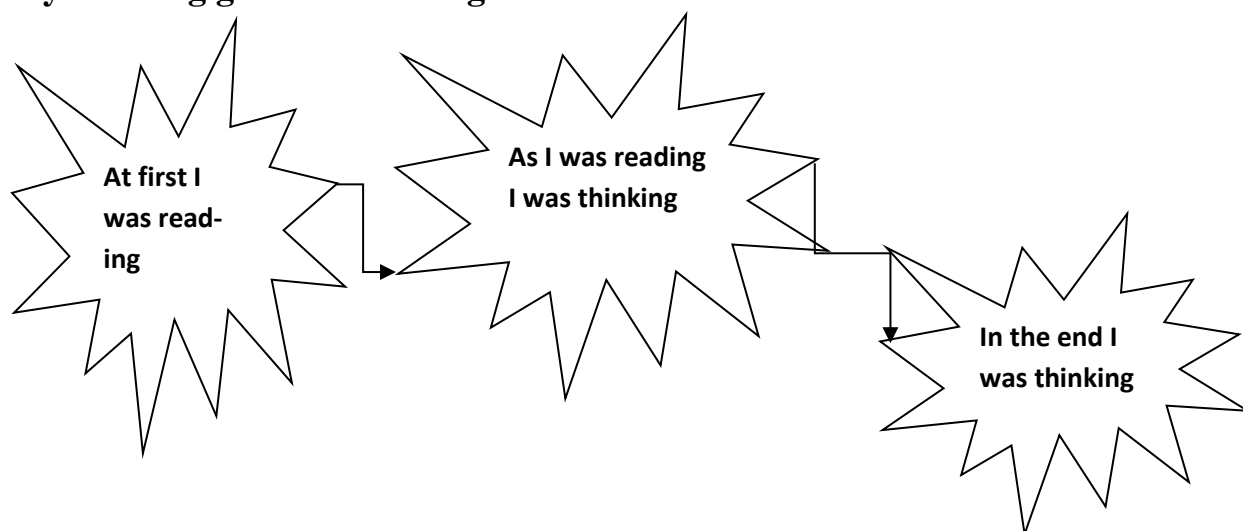 At first I
was read-
ing
As I was reading
I was thinking
In the end I
was thinking